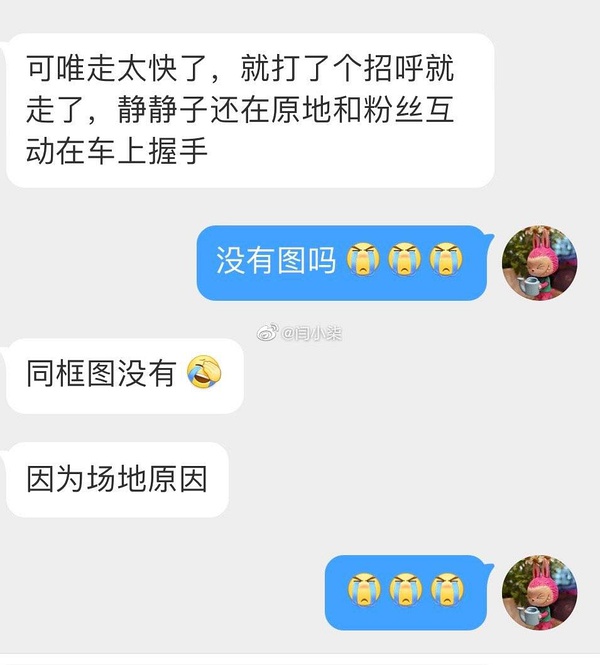 可唯走太快了，就打了个招呼就
走了，静静子还在原地和粉丝互
动在车上握手
没有图吗 😭😭😭
@闫小柒
同框图没有 🤣
因为场地原因
😭😭😭